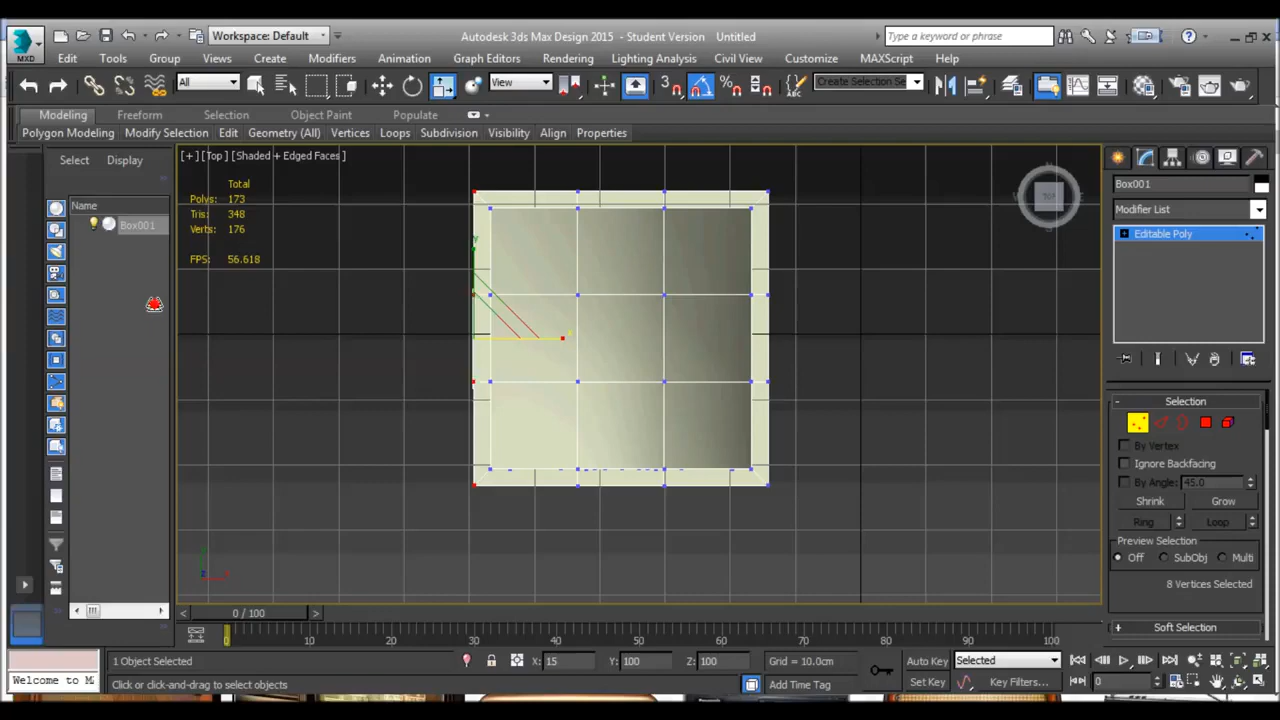 MXD
Workspace: Default
Autodesk 3ds Max Design 2015 - Student Version Untitled
Type a keyword or phrase
Edit Tools Group Views Create Modifiers Animation Graph Editors Rendering Lighting Analysis Civil View Customize MAXScript Help
All View 3 Create Selection Se
Modeling Freeform Selection Object Paint Populate
Polygon Modeling Modify Selection Edit Geometry (All) Vertices Loops Subdivision Visibility Align Properties
Select Display
[+] [Top] [Shaded + Edged Faces]
Total
Polys: 173
Tris: 348
Verts: 176
FPS: 56.618
Name
Box001
TOP
Box001
Modifier List
Editable Poly
Selection
By Vertex
Ignore Backfacing
By Angle: 45.0
Shrink Grow
Ring Loop
Preview Selection
Off SubObj Multi
8 Vertices Selected
Soft Selection
0 / 100
0 10 20 30 40 50 60 70 80 90 100
1 Object Selected X: 15 Y: 100 Z: 100 Grid = 10.0cm Auto Key Selected
Welcome to M Click or click-and-drag to select objects Add Time Tag Set Key Key Filters... 0